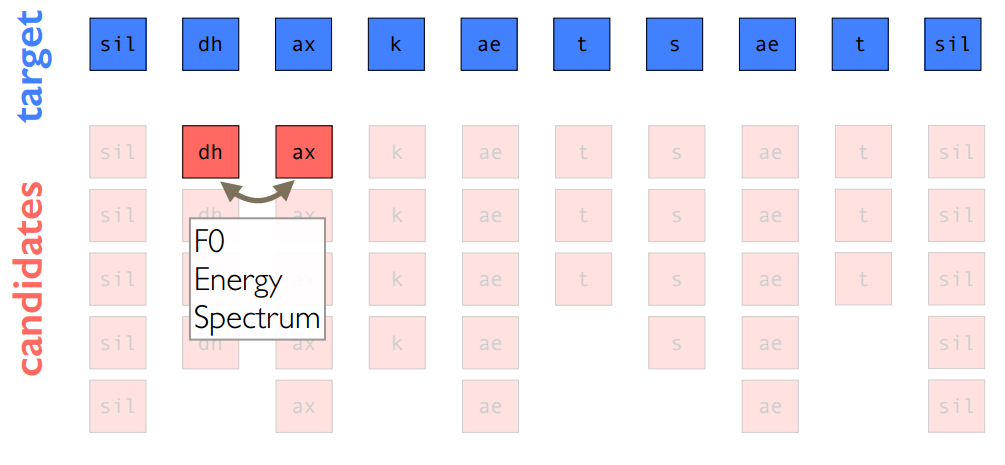 target
sil dh ax k ae t s ae t sil
candidates
sil dh ax k ae t s ae t sil
sil dh ax k ae t s ae t sil
F0
Energy
Spectrum
sil ax k ae t s ae t sil
sil dh ax k ae s ae sil
sil ax ae ae sil